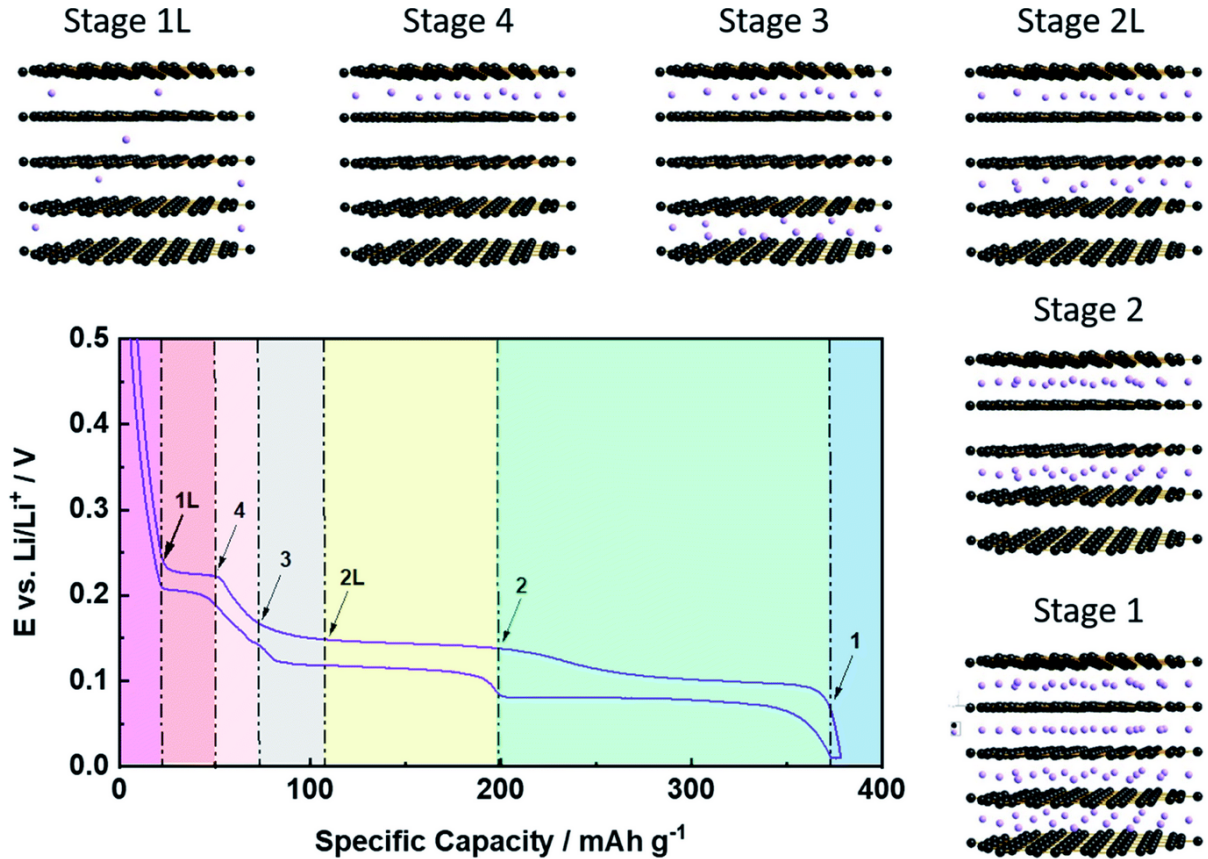 Stage 1L
Stage 4
Stage 3
Stage 2L
Stage 2
Stage 1
0.5
0.4
0.3
0.2
0.1
0.0
E vs. Li/Li⁺ / V
1L
4
3
2L
2
1
0
100
200
300
400
Specific Capacity / mAh g⁻¹